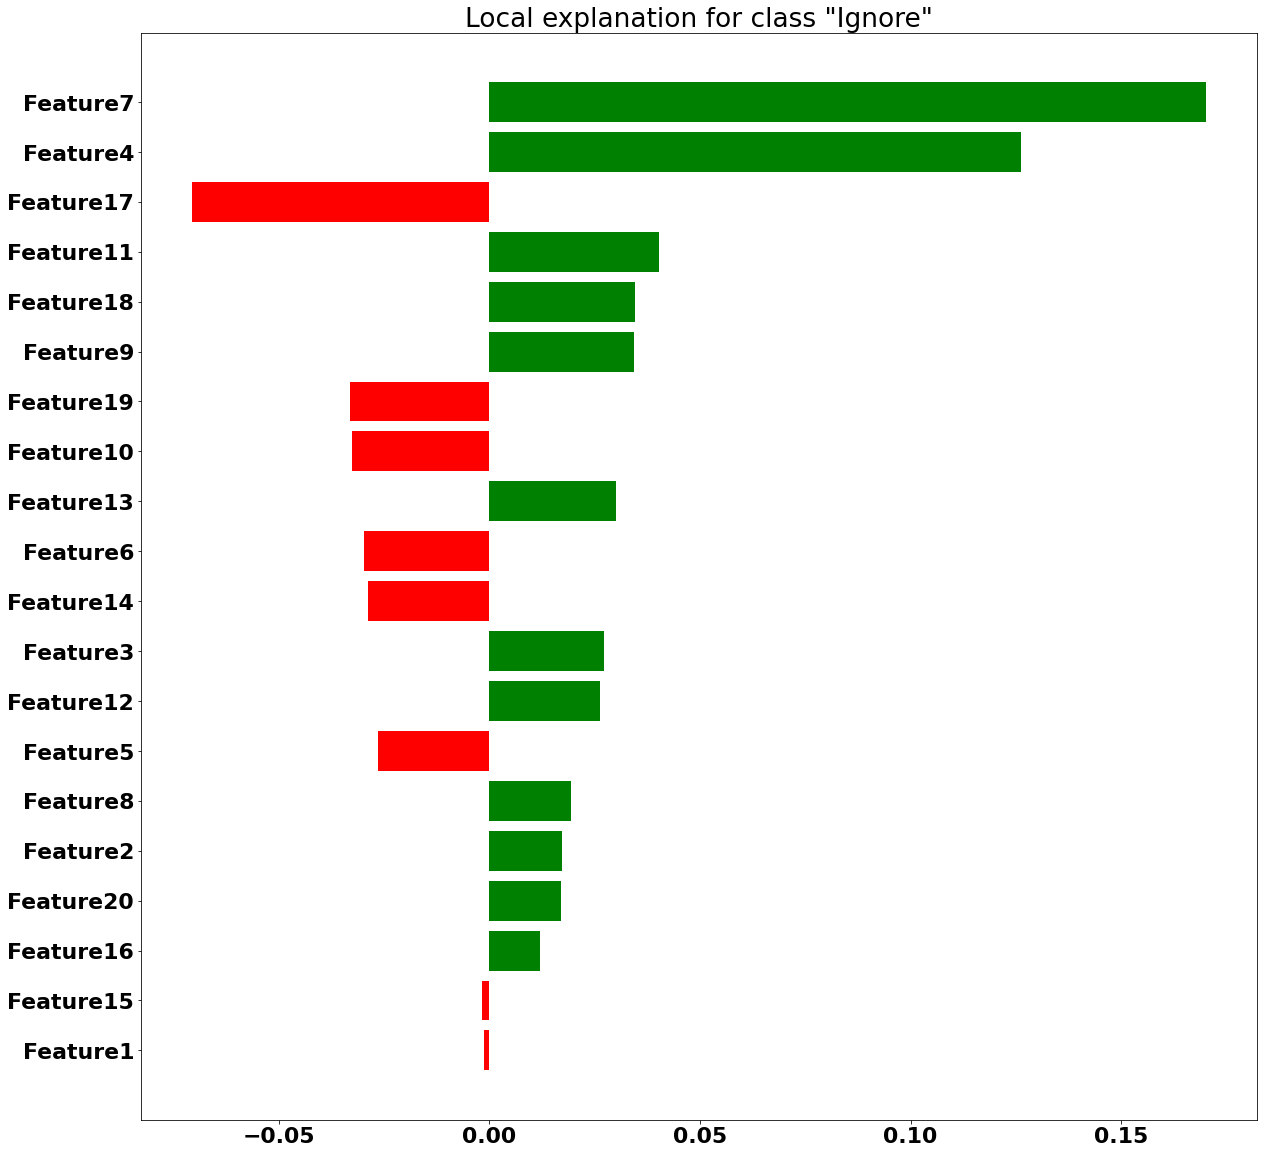 Local explanation for class "Ignore"
Feature7
Feature4
Feature17
Feature11
Feature18
Feature9
Feature19
Feature10
Feature13
Feature6
Feature14
Feature3
Feature12
Feature5
Feature8
Feature2
Feature20
Feature16
Feature15
Feature1
−0.05 0.00 0.05 0.10 0.15